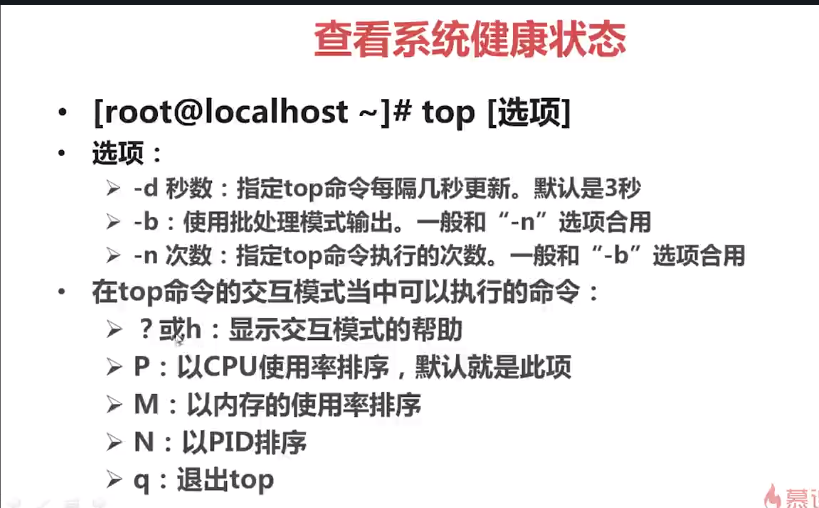 查看系统健康状态
• [root@localhost ~]# top [选项]
• 选项：
➢ -d 秒数：指定top命令每隔几秒更新。默认是3秒
➢ -b：使用批处理模式输出。一般和“-n”选项合用
➢ -n 次数：指定top命令执行的次数。一般和“-b”选项合用
• 在top命令的交互模式当中可以执行的命令：
➢ ？或h：显示交互模式的帮助
➢ P：以CPU使用率排序，默认就是此项
➢ M：以内存的使用率排序
➢ N：以PID排序
➢ q：退出top
慕